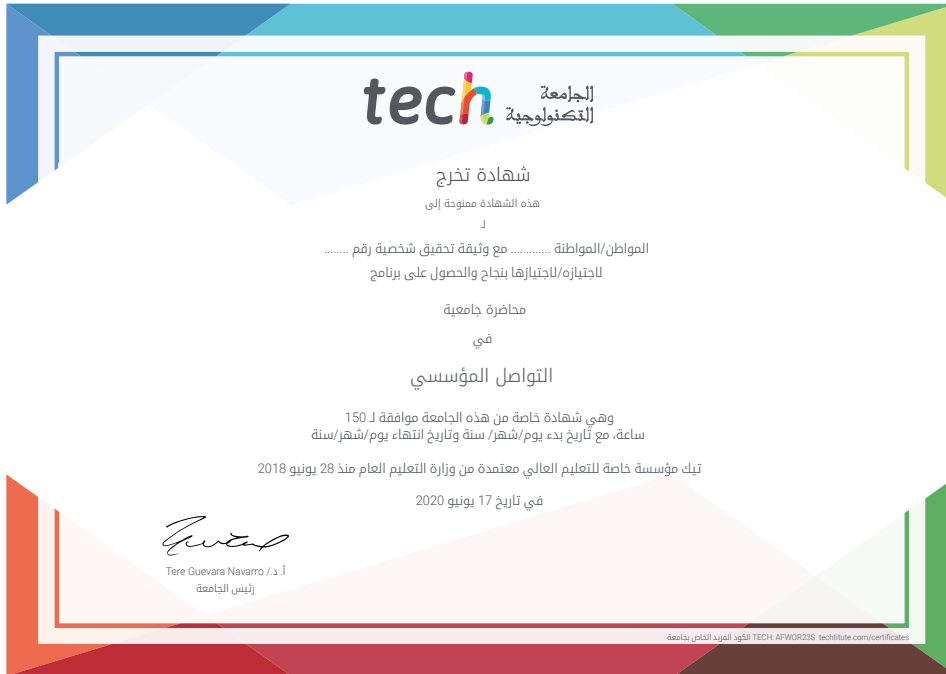 tech الجامعة
التكنولوجية
شهادة تخرج
هذه الشهادة ممنوحة إلى
لـ
المواطن/المواطنة ............ مع وثيقة تحقيق شخصية رقم ........
لاجتيازه/لاجتيازها بنجاح والحصول على برنامج
محاضرة جامعية
في
التواصل المؤسسي
وهي شهادة خاصة من هذه الجامعة موافقة لـ 150
ساعة، مع تاريخ بدء يوم/شهر/ سنة وتاريخ انتهاء يوم/شهر/سنة
تيك مؤسسة خاصة للتعليم العالي معتمدة من وزارة التعليم العام منذ 28 يونيو 2018
في تاريخ 17 يونيو 2020
أ.د./ Tere Guevara Navarro
رئيس الجامعة
الكود الفريد الخاص بجامعة TECH: AFWOR23S techtitute.com/certificates